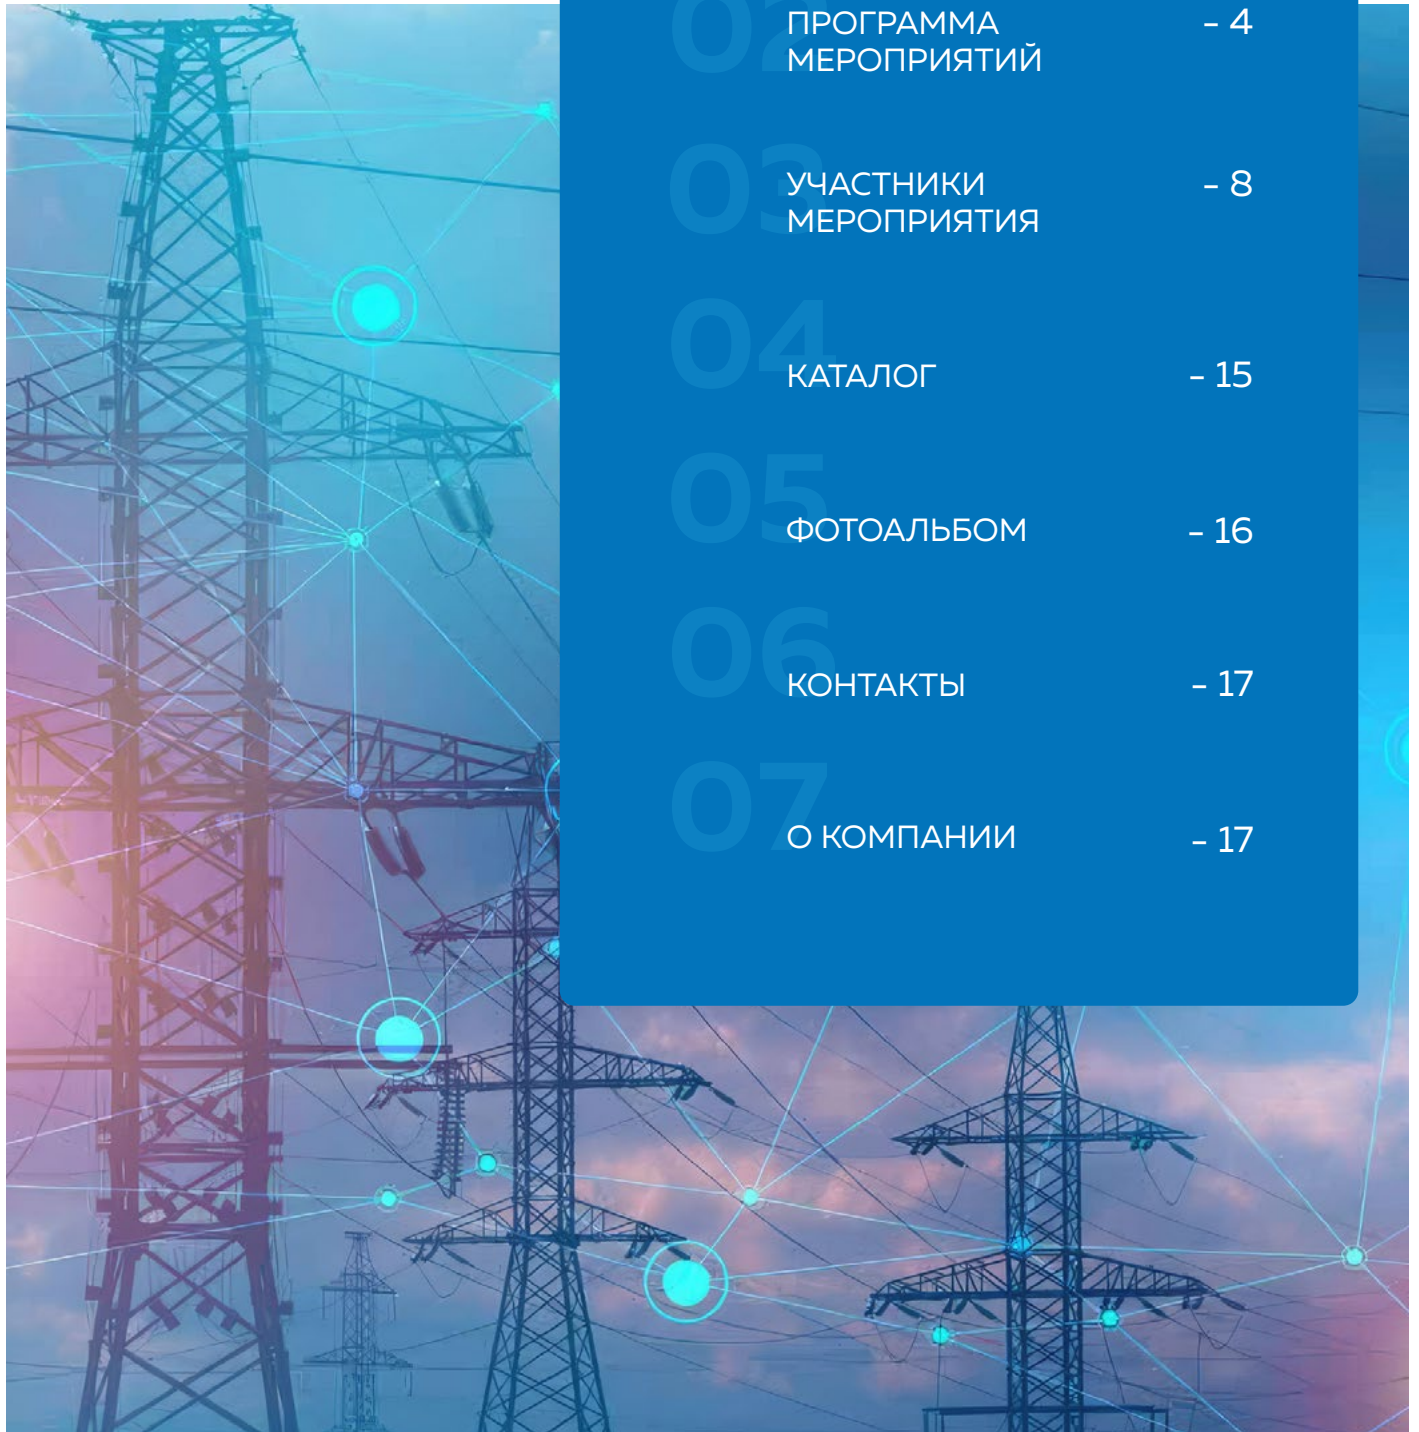 02
ПРОГРАММА - 4
МЕРОПРИЯТИЙ
03
УЧАСТНИКИ - 8
МЕРОПРИЯТИЯ
04
КАТАЛОГ - 15
05
ФОТОАЛЬБОМ - 16
06
КОНТАКТЫ - 17
07
О КОМПАНИИ - 17